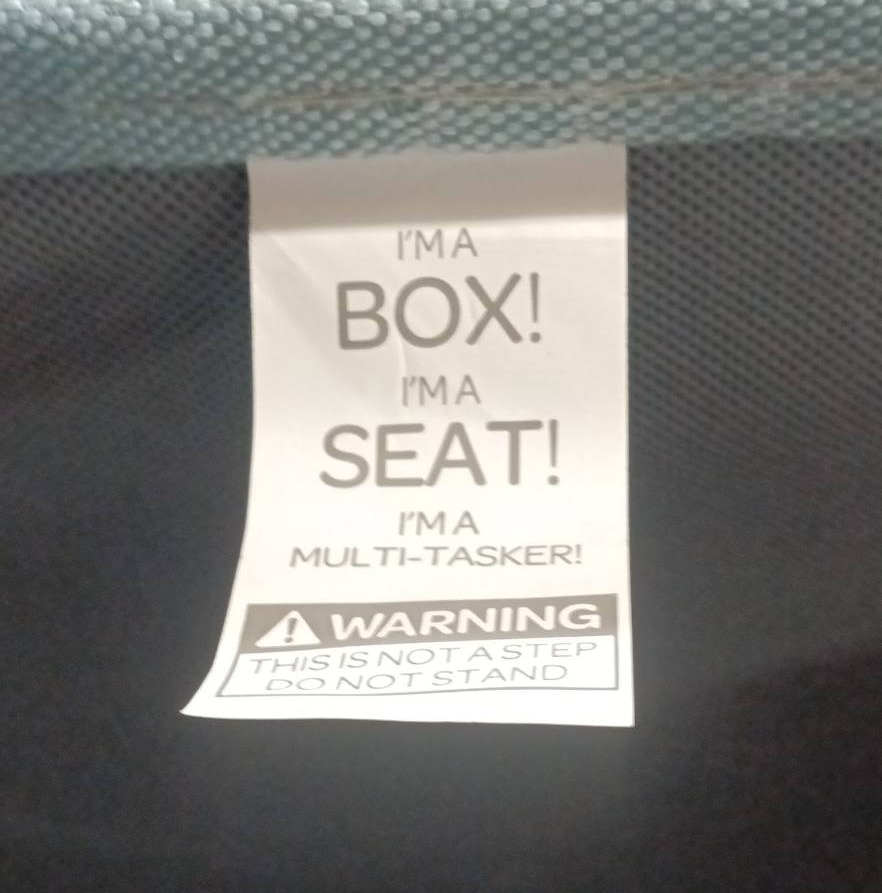 I'M A
BOX!
I'M A
SEAT!
I'M A
MULTI-TASKER!
WARNING
THIS IS NOT A STEP
DO NOT STAND